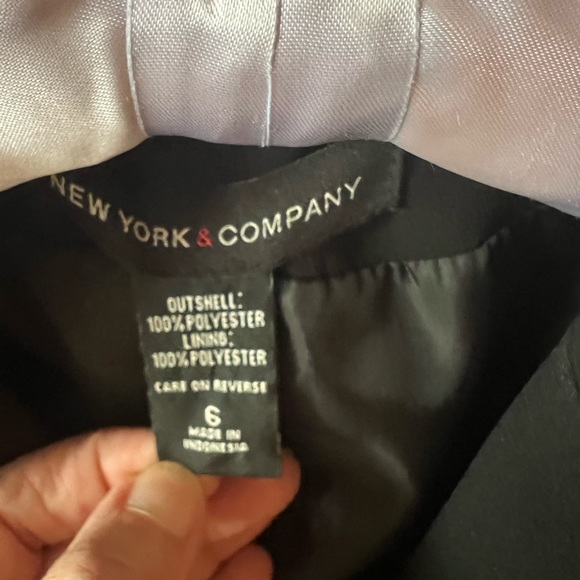 NEW YORK & COMPANY
OUTSHELL:
100% POLYESTER
LINING:
100% POLYESTER
CARE ON REVERSE
6
MADE IN
INDONESIA